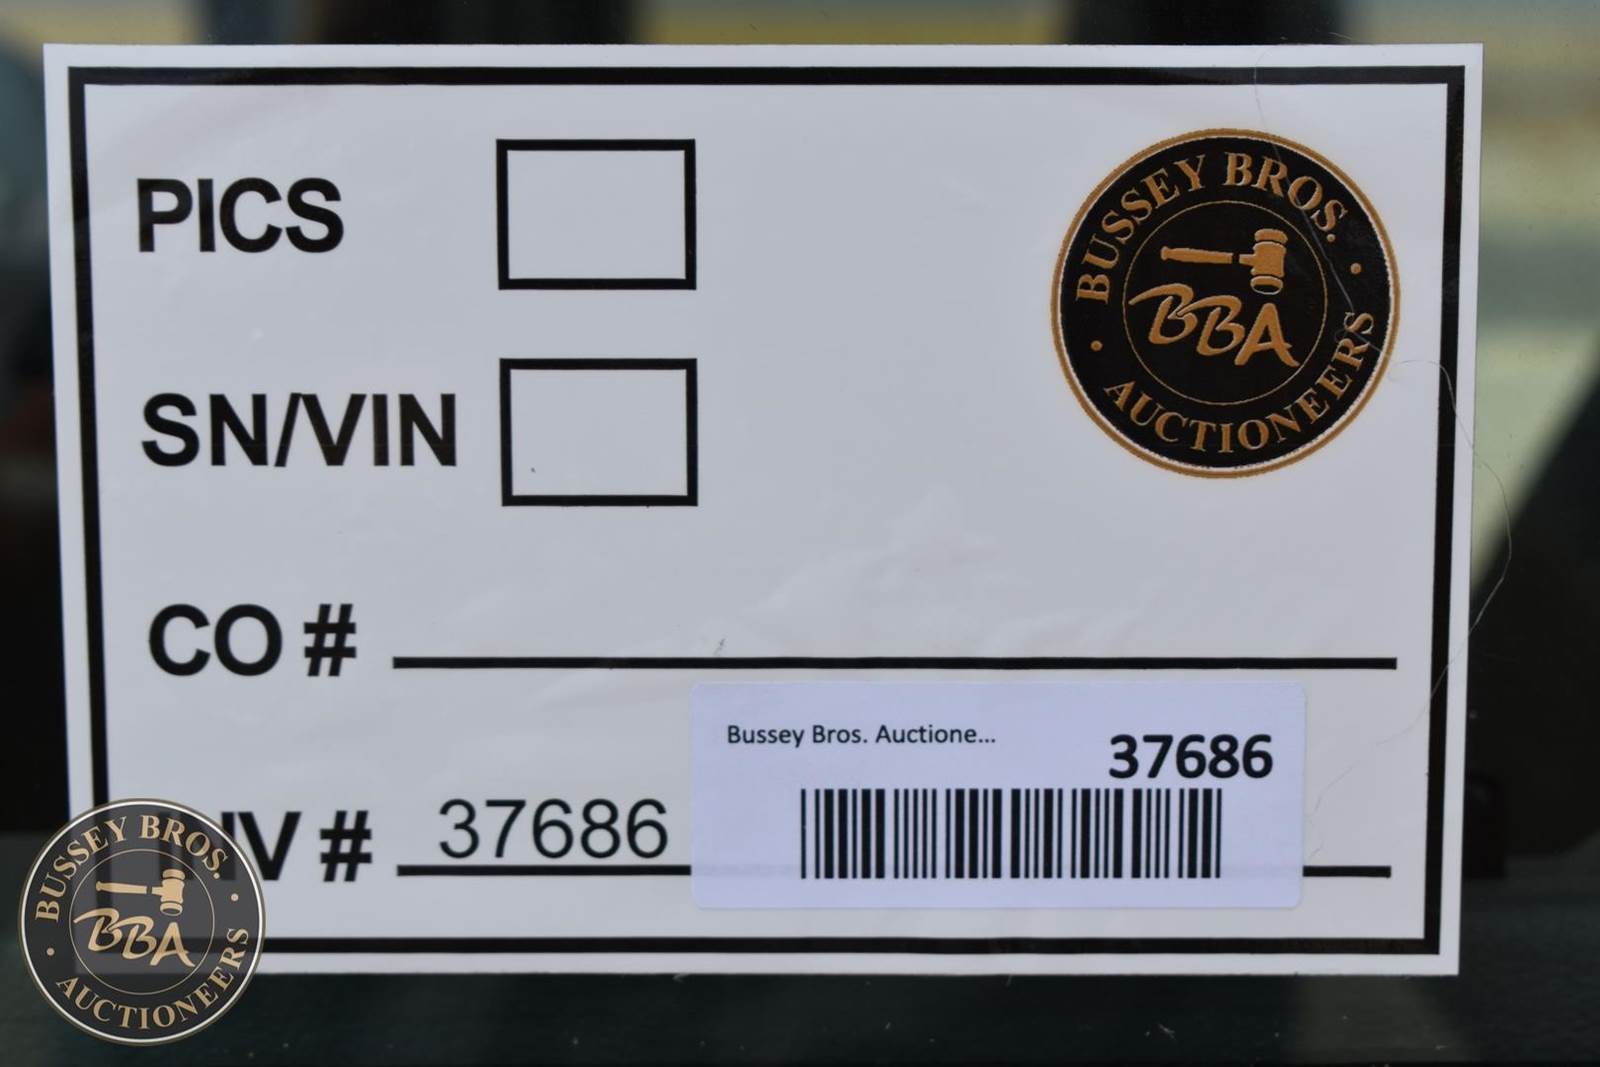 PICS
BUSSEY BROS.
BBA
AUCTIONEERS
SN/VIN
CO #
Bussey Bros. Auctione...
37686
IV # 37686
BUSSEY BROS.
BBA
AUCTIONEERS